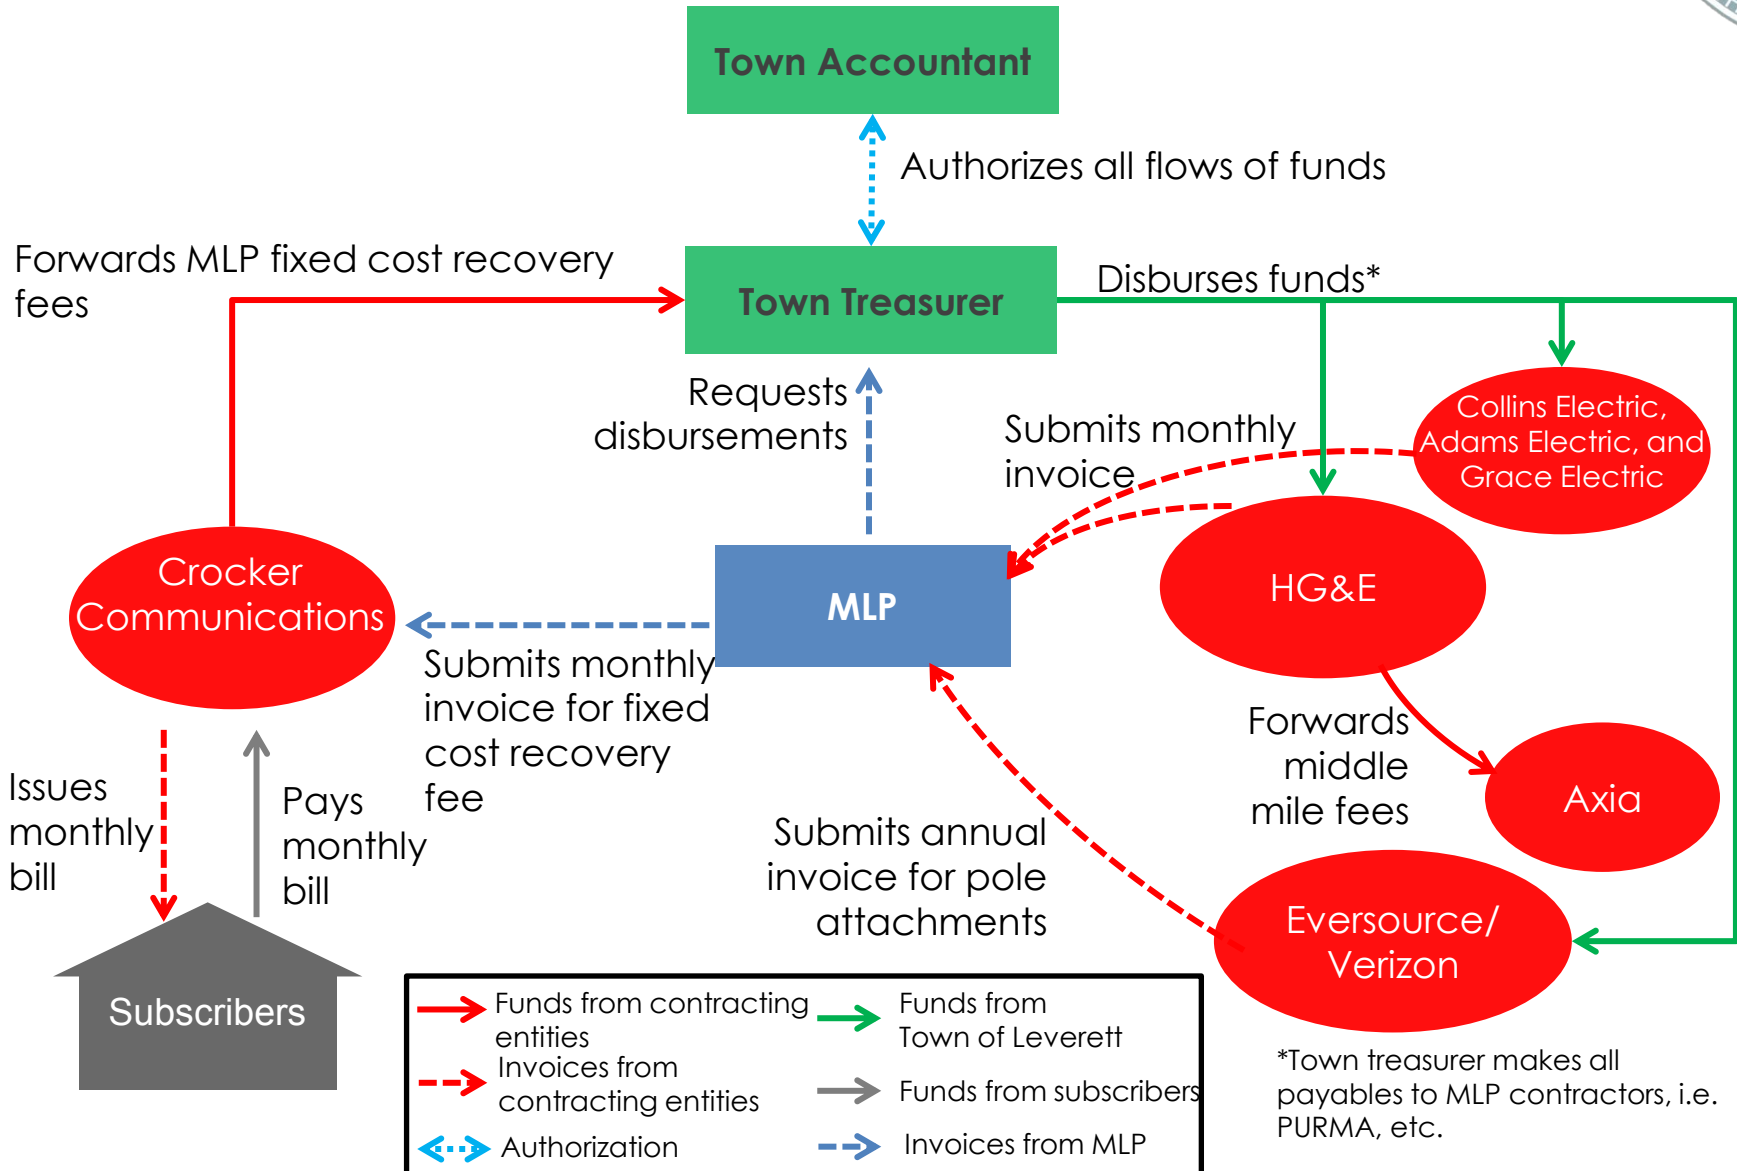 Town Accountant
Authorizes all flows of funds
Forwards MLP fixed cost recovery
fees
Town Treasurer
Disburses funds*
Requests
disbursements
Submits monthly
invoice
Collins Electric,
Adams Electric, and
Grace Electric
Crocker
Communications
MLP
HG&E
Submits monthly
invoice for fixed
cost recovery
fee
Forwards
middle
mile fees
Axia
Issues
monthly
bill
Pays
monthly
bill
Submits annual
invoice for pole
attachments
Eversource/
Verizon
Subscribers
Funds from contracting
entities
Invoices from
contracting entities
Authorization
Funds from
Town of Leverett
Funds from subscribers
Invoices from MLP
*Town treasurer makes all
payables to MLP contractors, i.e.
PURMA, etc.